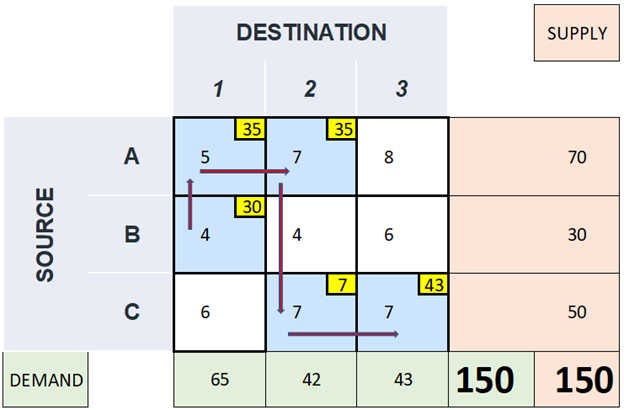 DESTINATION
SUPPLY
1 2 3
SOURCE
A 35 5 35 7 8 70
B 30 4 4 6 30
C 6 7 7 43 7 50
DEMAND 65 42 43 150 150